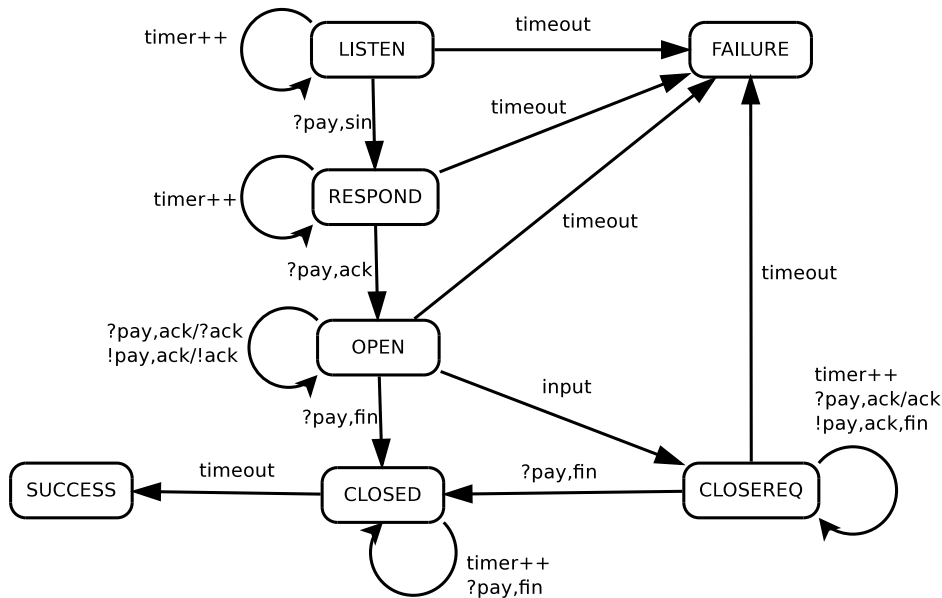 timeout
timer++
LISTEN
FAILURE
timeout
?pay,sin
timer++
RESPOND
timeout
?pay,ack
timeout
?pay,ack/?ack
!pay,ack/!ack
OPEN
input
timer++
?pay,ack/ack
!pay,ack,fin
?pay,fin
timeout
?pay,fin
SUCCESS
CLOSED
CLOSEREQ
timer++
?pay,fin